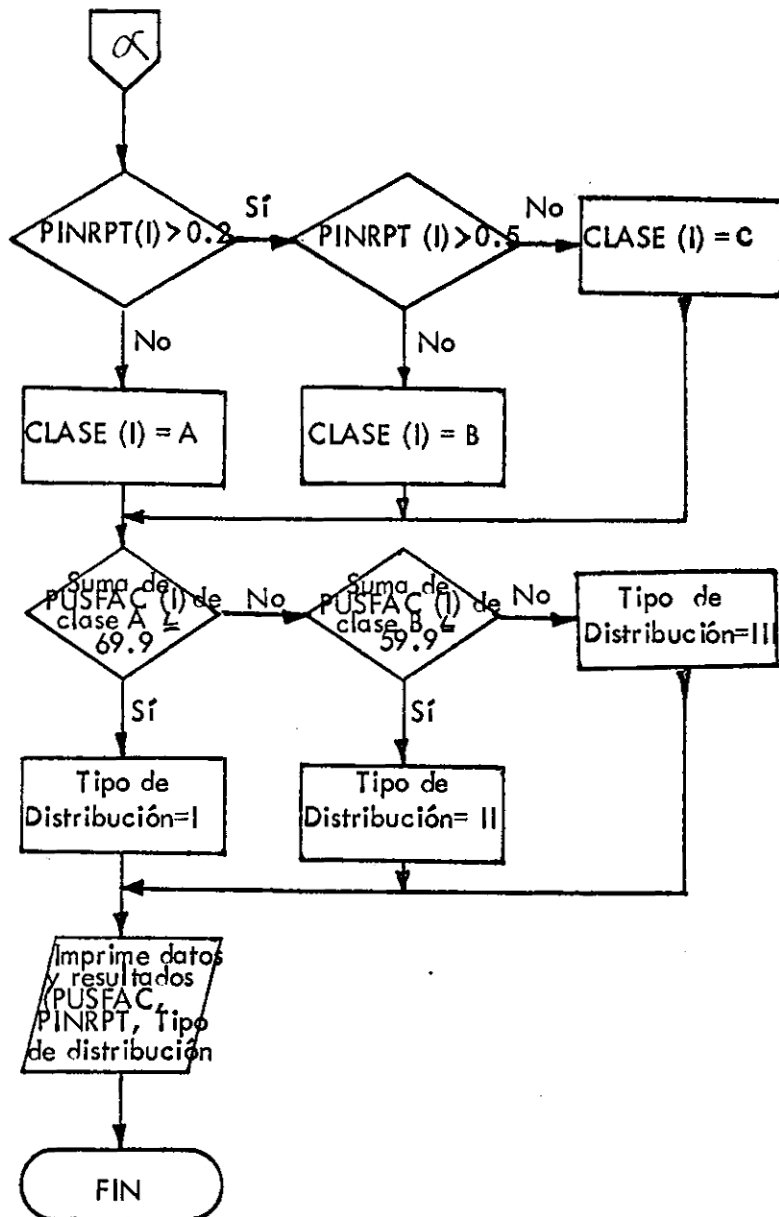 α
PINRPT(I) > 0.2
Sí
PINRPT (I) > 0.5
No
CLASE (I) = C
No
No
CLASE (I) = A
CLASE (I) = B
Suma de
PUSFAC (I) de
clase A ≤
69.9
No
Suma de
PUSFAC (I) de
clase B ≤
59.9
No
Tipo de
Distribución=III
Sí
Sí
Tipo de
Distribución=I
Tipo de
Distribución= II
Imprime datos
y resultados
(PUSFAC,
PINRPT, Tipo
de distribución
FIN